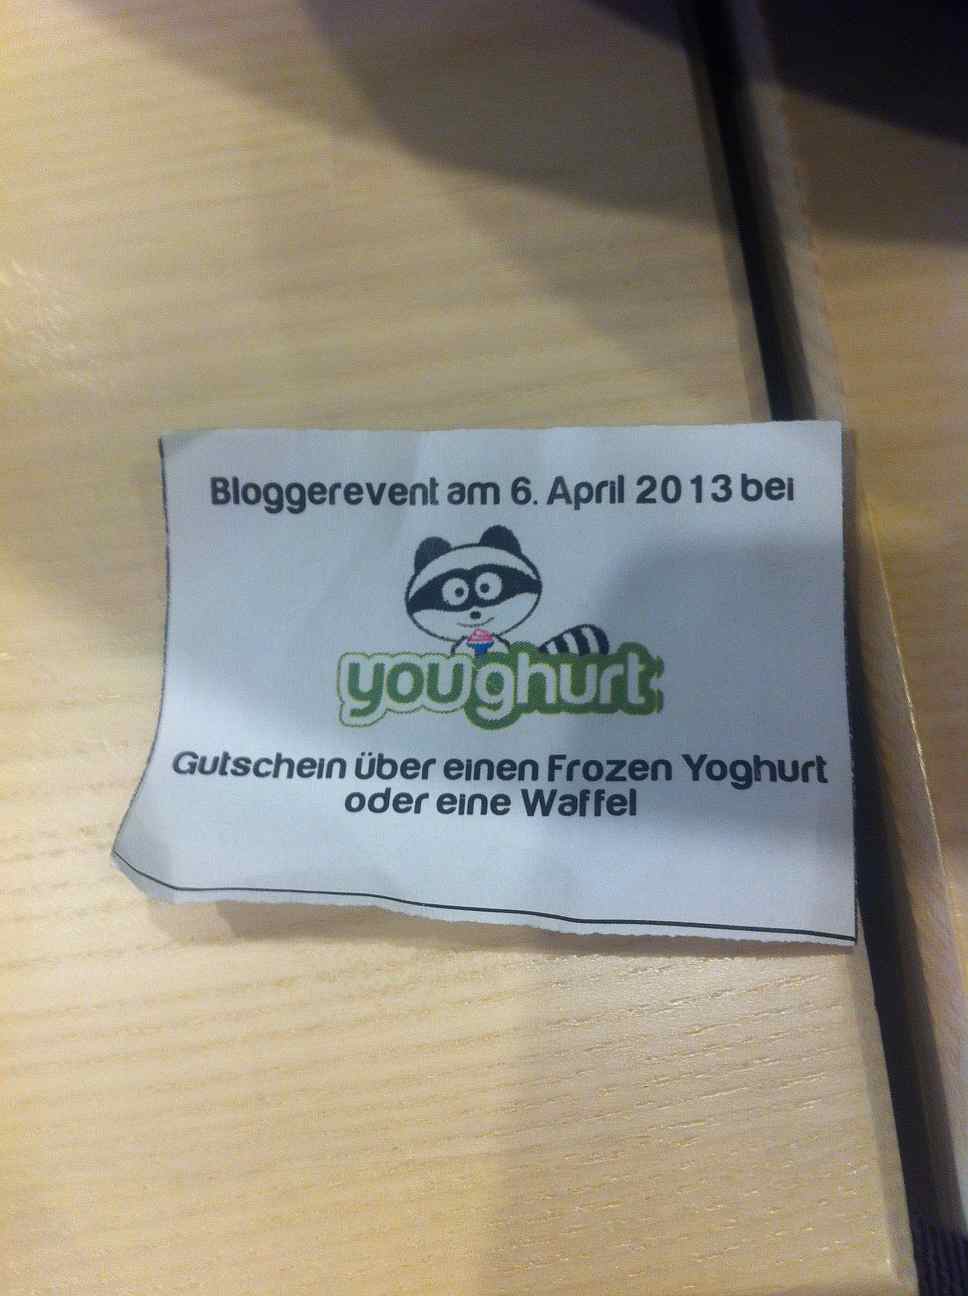 Bloggerevent am 6. April 2013 bei
youghurt
Gutschein über einen Frozen Yoghurt
oder eine Waffel